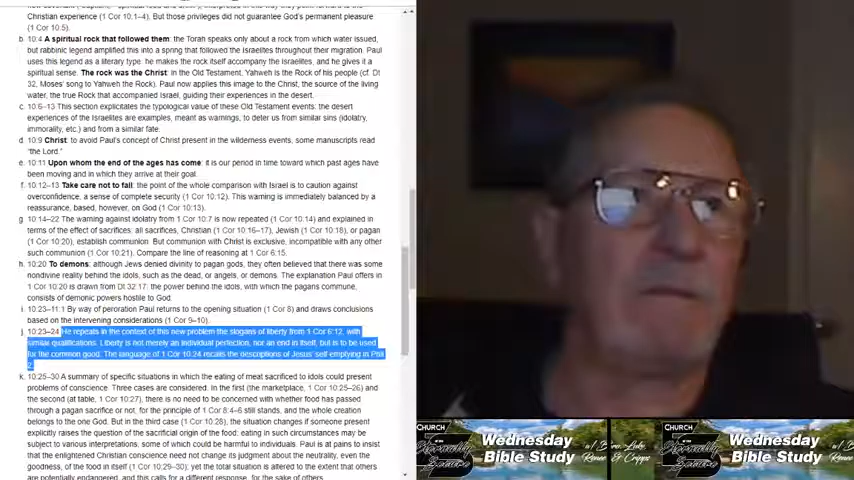 Christian experience (1 Cor 10:1–4). But those privileges did not guarantee God's permanent pleasure
(1 Cor 10:5).
b. 10:4 A spiritual rock that followed them: the Torah speaks only about a rock from which water issued,
but rabbinic legend amplified this into a spring that followed the Israelites throughout their migration. Paul
uses this legend as a literary type: he makes the rock itself accompany the Israelites, and he gives it a
spiritual sense. The rock was the Christ: in the Old Testament, Yahweh is the Rock of his people (cf. Dt
32, Moses' song to Yahweh the Rock). Paul now applies this image to the Christ, the source of the living
water, the true Rock that accompanied Israel, guiding their experiences in the desert.
c. 10:6–13 This section explicitates the typological value of these Old Testament events: the desert
experiences of the Israelites are examples, meant as warnings, to deter us from similar sins (idolatry,
immorality, etc.) and from a similar fate.
d. 10:9 Christ: to avoid Paul's concept of Christ present in the wilderness events, some manuscripts read
"the Lord."
e. 10:11 Upon whom the end of the ages has come: it is our period in time toward which past ages have
been moving and in which they arrive at their goal.
f. 10:12–13 Take care not to fall: the point of the whole comparison with Israel is to caution against
overconfidence, a sense of complete security (1 Cor 10:12). This warning is immediately balanced by a
reassurance, based, however, on God (1 Cor 10:13).
g. 10:14–22 The warning against idolatry from 1 Cor 10:7 is now repeated (1 Cor 10:14) and explained in
terms of the effect of sacrifices: all sacrifices, Christian (1 Cor 10:16–17), Jewish (1 Cor 10:18), or pagan
(1 Cor 10:20), establish communion. But communion with Christ is exclusive, incompatible with any other
such communion (1 Cor 10:21). Compare the line of reasoning at 1 Cor 6:15.
h. 10:20 To demons: although Jews denied divinity to pagan gods, they often believed that there was some
nondivine reality behind the idols, such as the dead, or angels, or demons. The explanation Paul offers in
1 Cor 10:20 is drawn from Dt 32:17: the power behind the idols, with which the pagans commune,
consists of demonic powers hostile to God.
i. 10:23–11:1 By way of peroration Paul returns to the opening situation (1 Cor 8) and draws conclusions
based on the intervening considerations (1 Cor 9–10).
j. 10:23–24 He repeats in the context of this new problem the slogans of liberty from 1 Cor 6:12, with
similar qualifications. Liberty is not merely an individual perfection, nor an end in itself, but is to be used
for the common good. The language of 1 Cor 10:24 recalls the descriptions of Jesus' self-emptying in Phil
2.
k. 10:25–30 A summary of specific situations in which the eating of meat sacrificed to idols could present
problems of conscience. Three cases are considered. In the first (the marketplace, 1 Cor 10:25–26) and
the second (at table, 1 Cor 10:27), there is no need to be concerned with whether food has passed
through a pagan sacrifice or not, for the principle of 1 Cor 8:4–6 still stands, and the whole creation
belongs to the one God. But in the third case (1 Cor 10:28), the situation changes if someone present
explicitly raises the question of the sacrificial origin of the food: eating in such circumstances may be
subject to various interpretations, some of which could be harmful to individuals. Paul is at pains to insist
that the enlightened Christian conscience need not change its judgment about the neutrality, even the
goodness, of the food in itself (1 Cor 10:29–30); yet the total situation is altered to the extent that others
are potentially endangered, and this calls for a different response, for the sake of others.
CHURCH
Eternally
Secure
Wednesday
Bible Study
w/ Bro. Luke
Renee
& Cripps
CHURCH
Eternally
Secure
Wednesday
Bible Study
w/ B
Rene